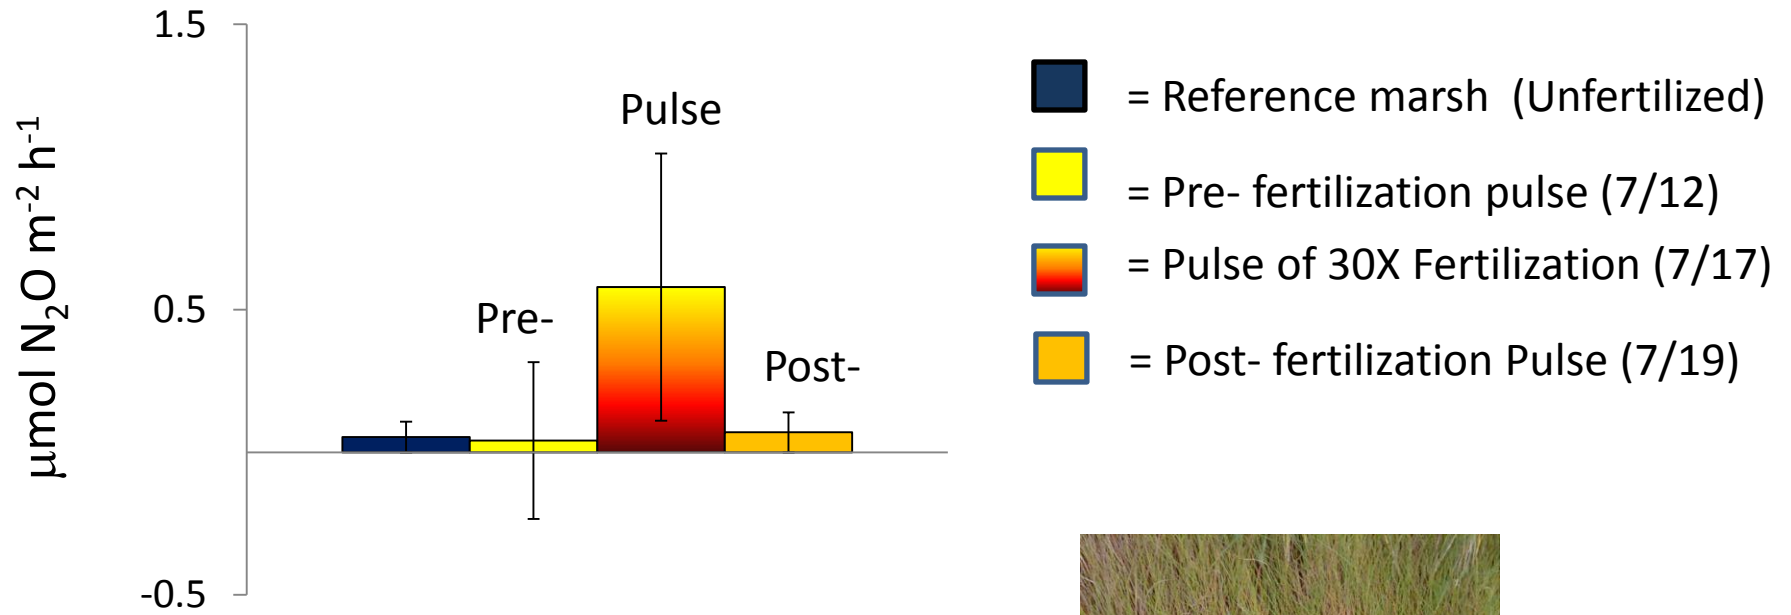 1.5
0.5
-0.5
µmol N₂O m⁻² h⁻¹
Pre-
Pulse
Post-
= Reference marsh (Unfertilized)
= Pre- fertilization pulse (7/12)
= Pulse of 30X Fertilization (7/17)
= Post- fertilization Pulse (7/19)